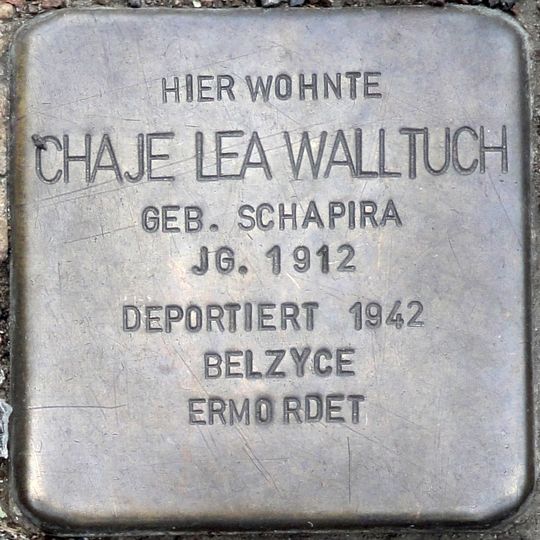 HIER WOHNTE
CHAJE LEA WALLTUCH
GEB. SCHAPIRA
JG. 1912
DEPORTIERT 1942
BELZYCE
ERMORDET